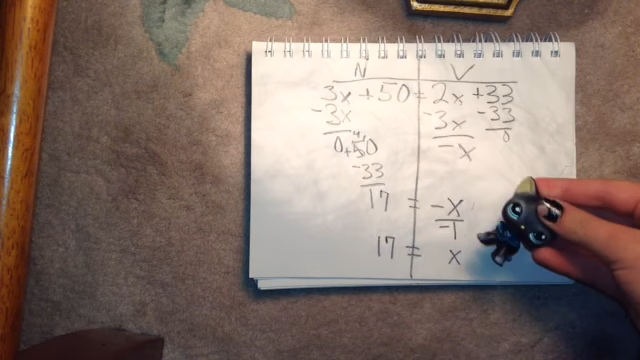 N V
3x + 50 = 2x + 33
-3x -3x -33
0 + 50 -x 0
-33
17 = -x
-1
17 = x